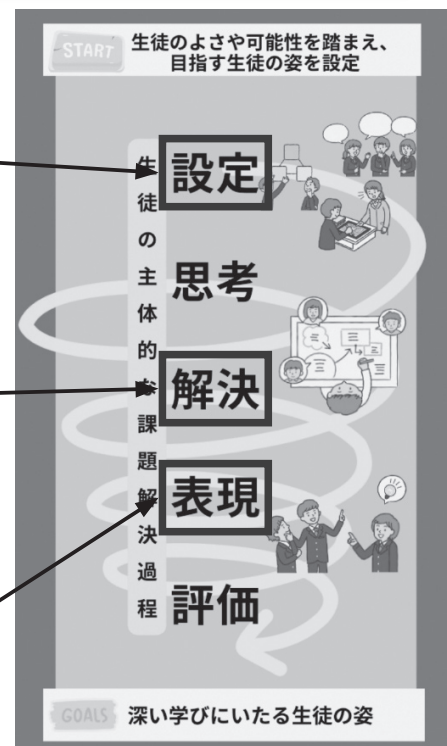 START
生徒のよさや可能性を踏まえ、
目指す生徒の姿を設定
生徒の主体的な課題解決過程
設定
思考
解決
表現
評価
GOALS
深い学びにいたる生徒の姿